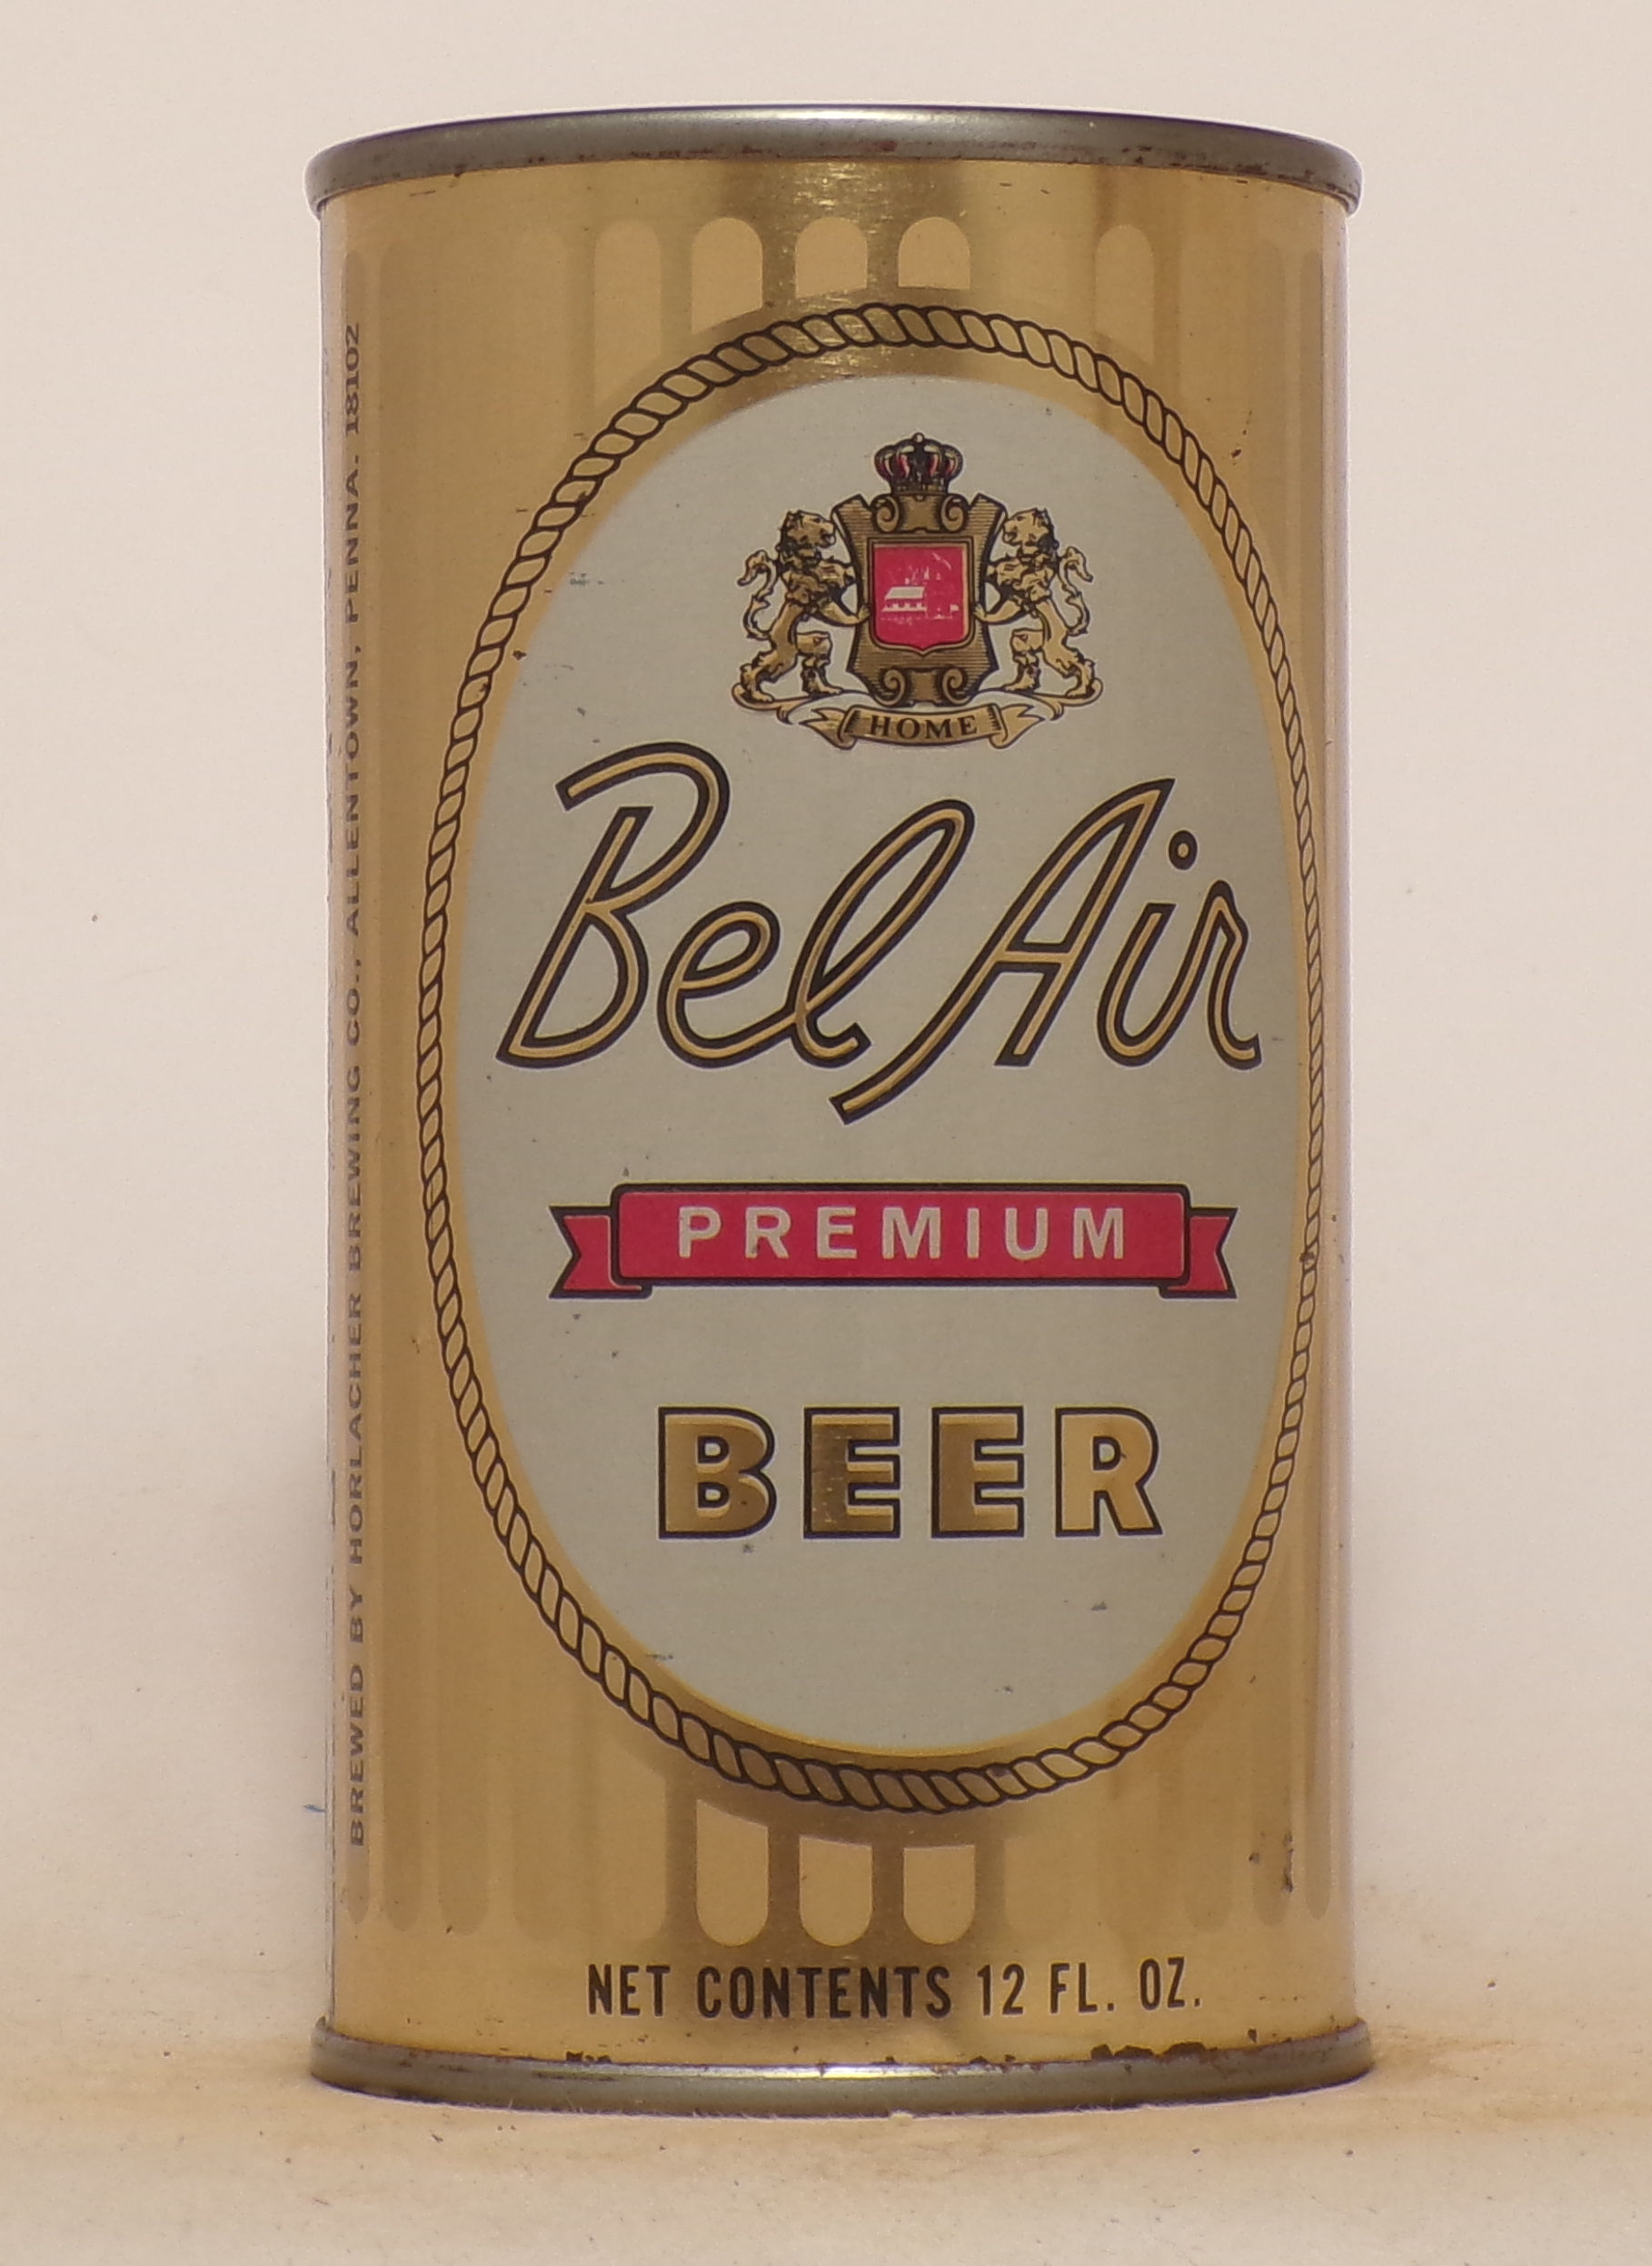 HOME
Bel Air
PREMIUM
BEER
NET CONTENTS 12 FL. OZ.
BREWED BY HORLACHER BREWING CO., ALLENTOWN, PENNA. 18102